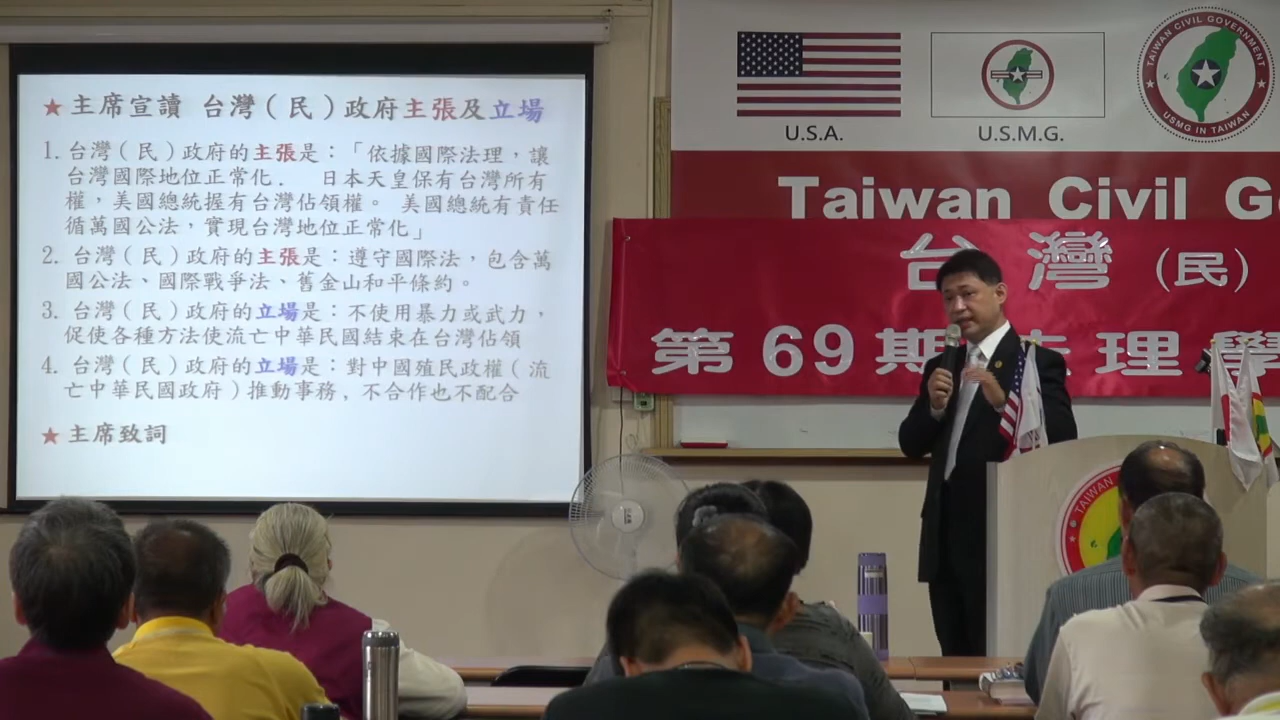 ★ 主席宣讀 台灣（民）政府主張及立場
1. 台灣（民）政府的主張是：「依據國際法理，讓
台灣國際地位正常化． 日本天皇保有台灣所有
權，美國總統握有台灣佔領權。 美國總統有責任
循萬國公法，實現台灣地位正常化」
2. 台灣（民）政府的主張是：遵守國際法，包含萬
國公法、國際戰爭法、舊金山和平條約。
3. 台灣（民）政府的立場是：不使用暴力或武力，
促使各種方法使流亡中華民國結束在台灣佔領
4. 台灣（民）政府的立場是：對中國殖民政權（流
亡中華民國政府）推動事務，不合作也不配合
★ 主席致詞
U.S.A.
U.S.M.G.
TAIWAN CIVIL GOVERNMENT
USMG IN TAIWAN
Taiwan Civil G
台灣（民）
第69期法理學
TAIWAN